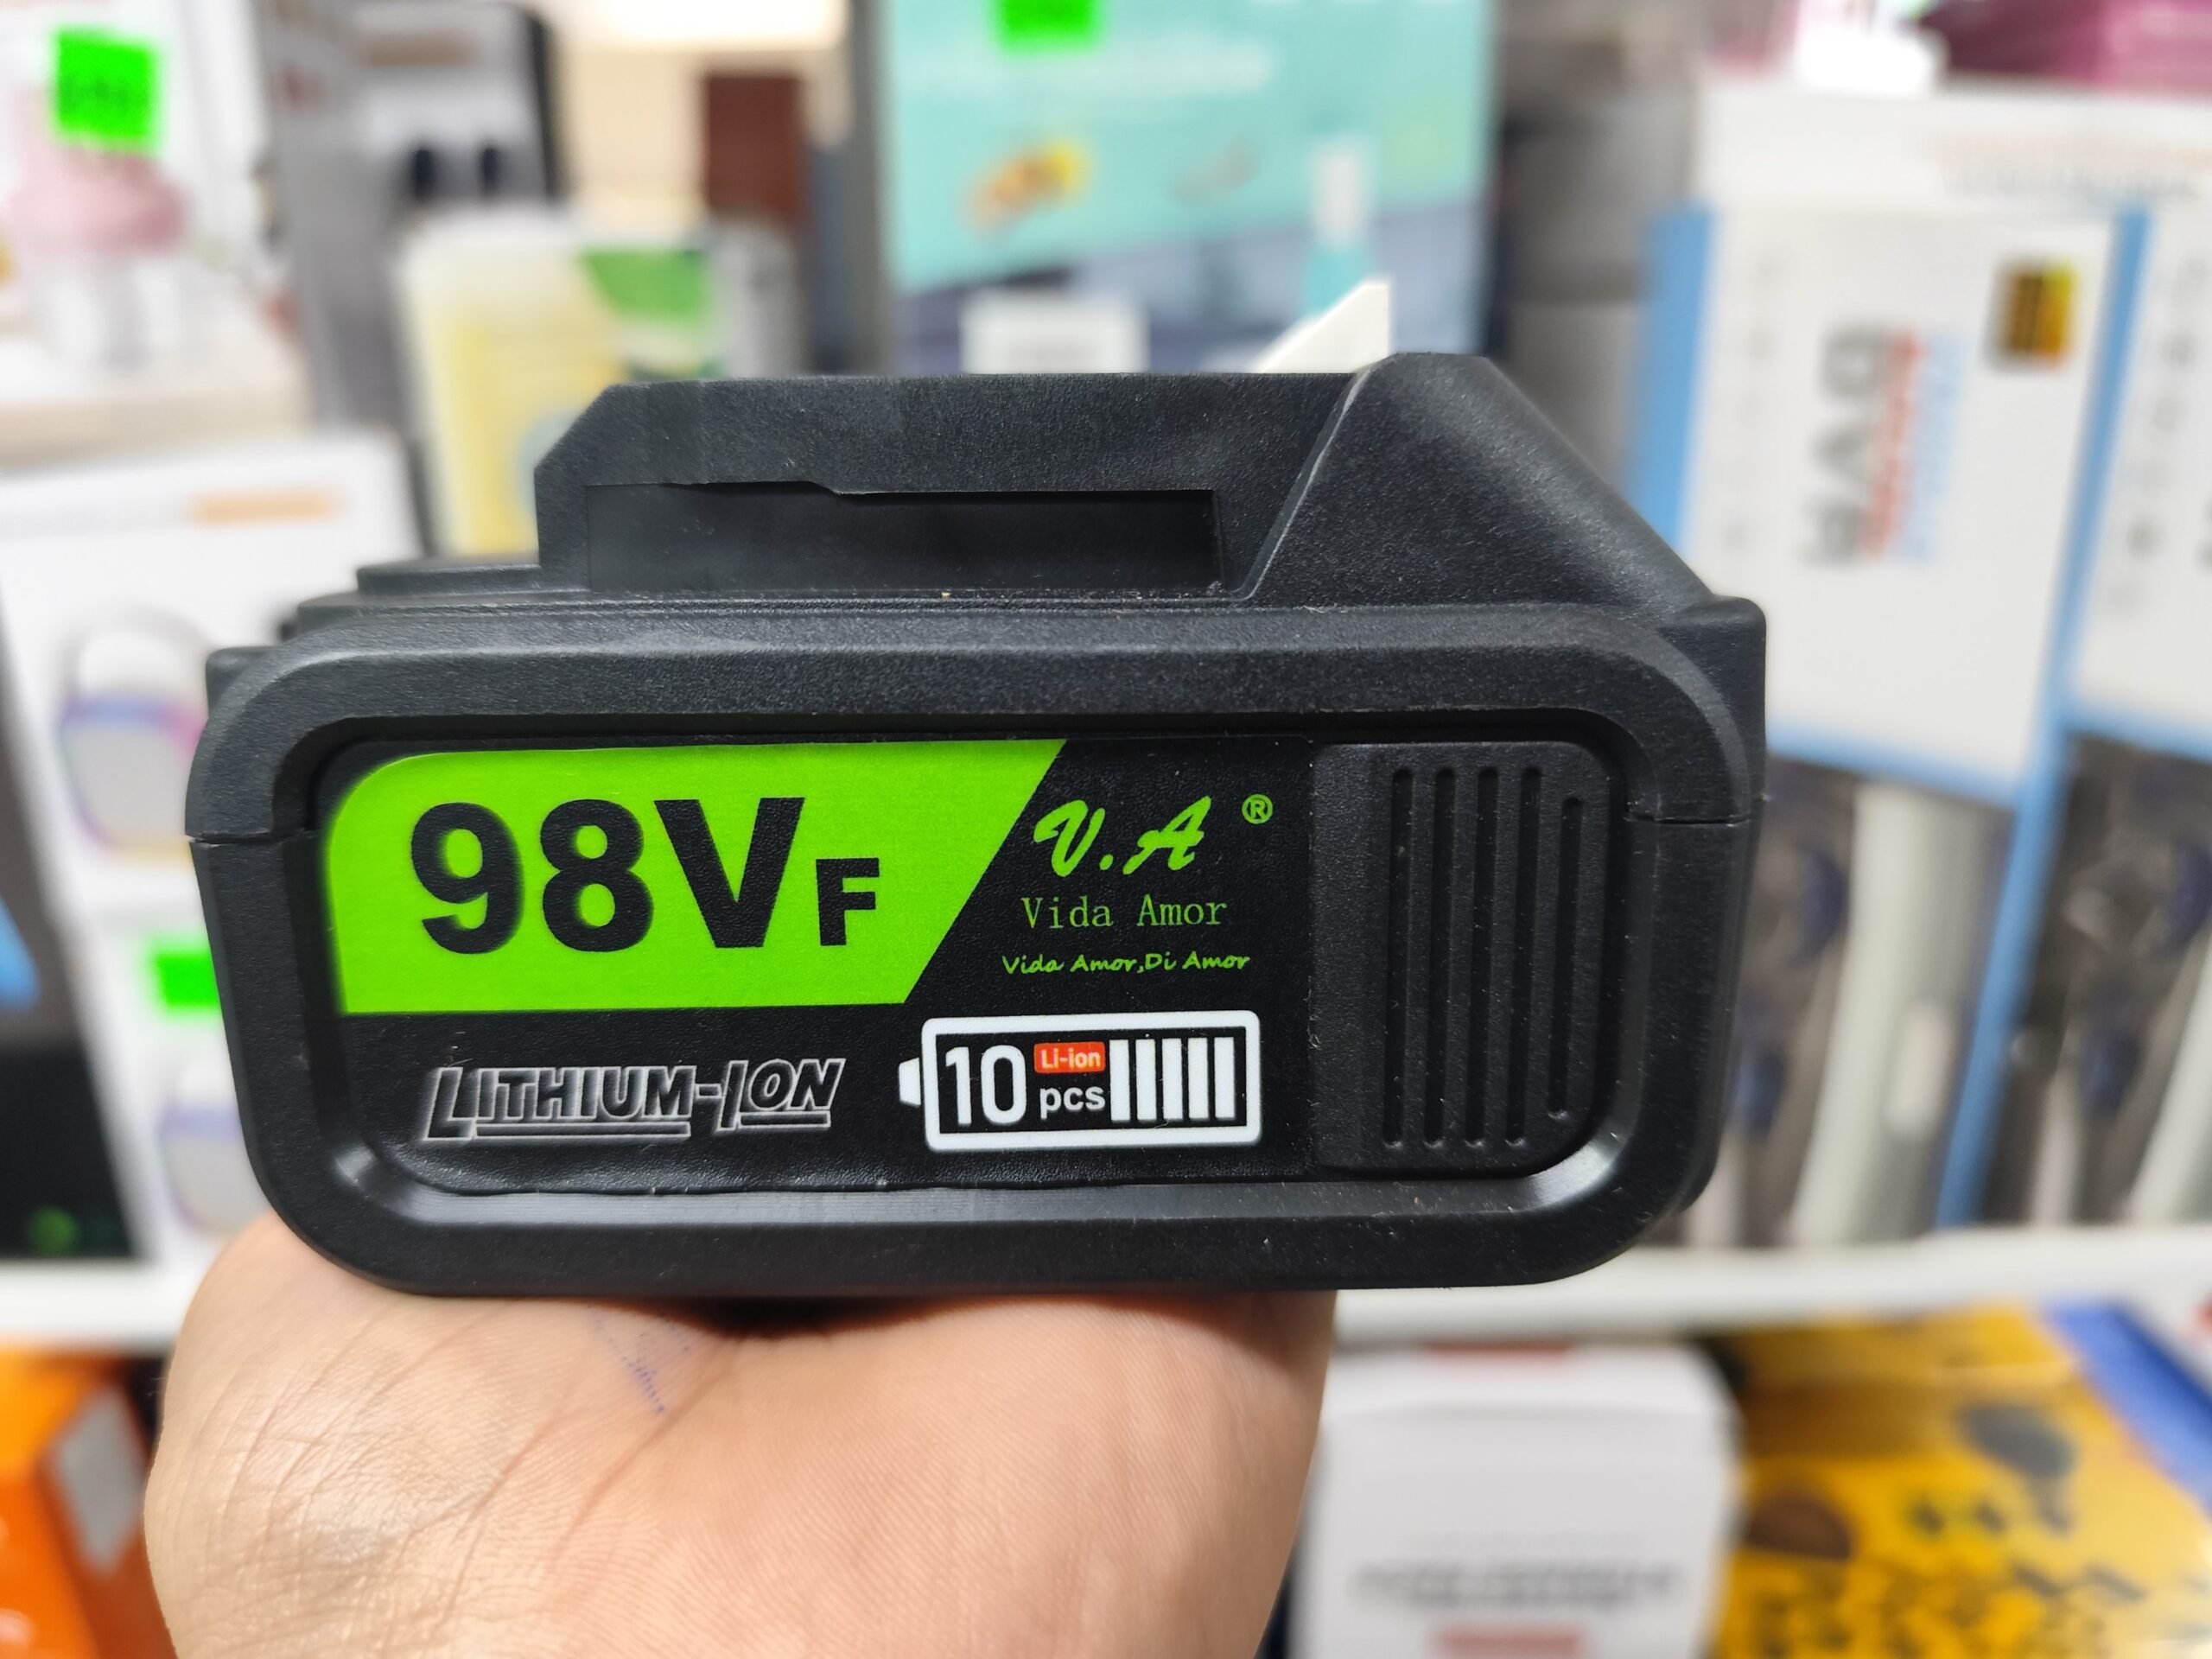 98VF
V.A ®
Vida Amor
Vida Amor,Di Amor
LITHIUM-ION
10 Li-ion pcs